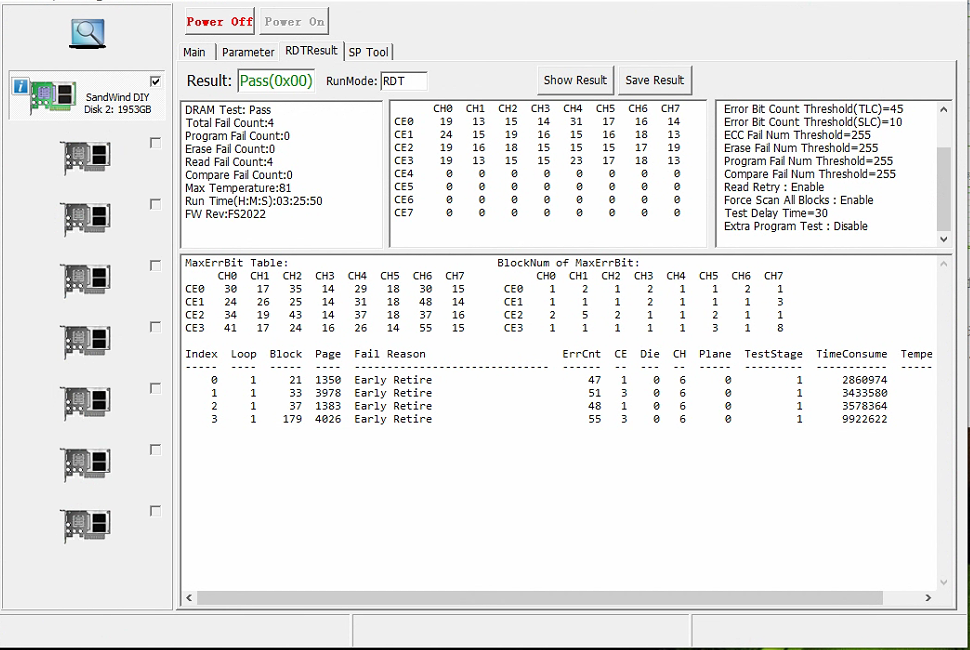 Power Off Power On
Main Parameter RDTResult SP Tool
Result: Pass(0x00) RunMode: RDT Show Result Save Result
SandWind DIY
Disk 2: 1953GB
DRAM Test: Pass
Total Fail Count:4
Program Fail Count:0
Erase Fail Count:0
Read Fail Count:4
Compare Fail Count:0
Max Temperature:81
Run Time(H:M:S):03:25:50
FW Rev:FS2022
CH0 CH1 CH2 CH3 CH4 CH5 CH6 CH7
CE0 19 13 15 14 31 17 16 14
CE1 24 15 19 16 15 16 18 13
CE2 19 16 18 15 15 15 17 19
CE3 19 13 15 15 23 17 18 13
CE4 0 0 0 0 0 0 0 0
CE5 0 0 0 0 0 0 0 0
CE6 0 0 0 0 0 0 0 0
CE7 0 0 0 0 0 0 0 0
Error Bit Count Threshold(TLC)=45
Error Bit Count Threshold(SLC)=10
ECC Fail Num Threshold=255
Erase Fail Num Threshold=255
Program Fail Num Threshold=255
Compare Fail Num Threshold=255
Read Retry : Enable
Force Scan All Blocks : Enable
Test Delay Time=30
Extra Program Test : Disable
MaxErrBit Table: BlockNum of MaxErrBit:
CH0 CH1 CH2 CH3 CH4 CH5 CH6 CH7 CH0 CH1 CH2 CH3 CH4 CH5 CH6 CH7
CE0 30 17 35 14 29 18 30 15 CE0 1 2 1 2 1 1 2 1
CE1 24 26 25 14 31 18 48 14 CE1 1 1 1 2 1 1 1 3
CE2 34 19 43 14 37 18 37 16 CE2 2 5 2 1 1 2 1 1
CE3 41 17 24 16 26 14 55 15 CE3 1 1 1 1 1 3 1 8
Index Loop Block Page Fail Reason ErrCnt CE Die CH Plane TestStage TimeConsume Tempe
----- ---- ----- ---- ------------------------------ ------ -- --- -- ----- --------- ----------- -----
0 1 21 1350 Early Retire 47 1 0 6 0 1 2860974
1 1 33 3978 Early Retire 51 3 0 6 0 1 3433580
2 1 37 1383 Early Retire 48 1 0 6 0 1 3578364
3 1 179 4026 Early Retire 55 3 0 6 0 1 9922622